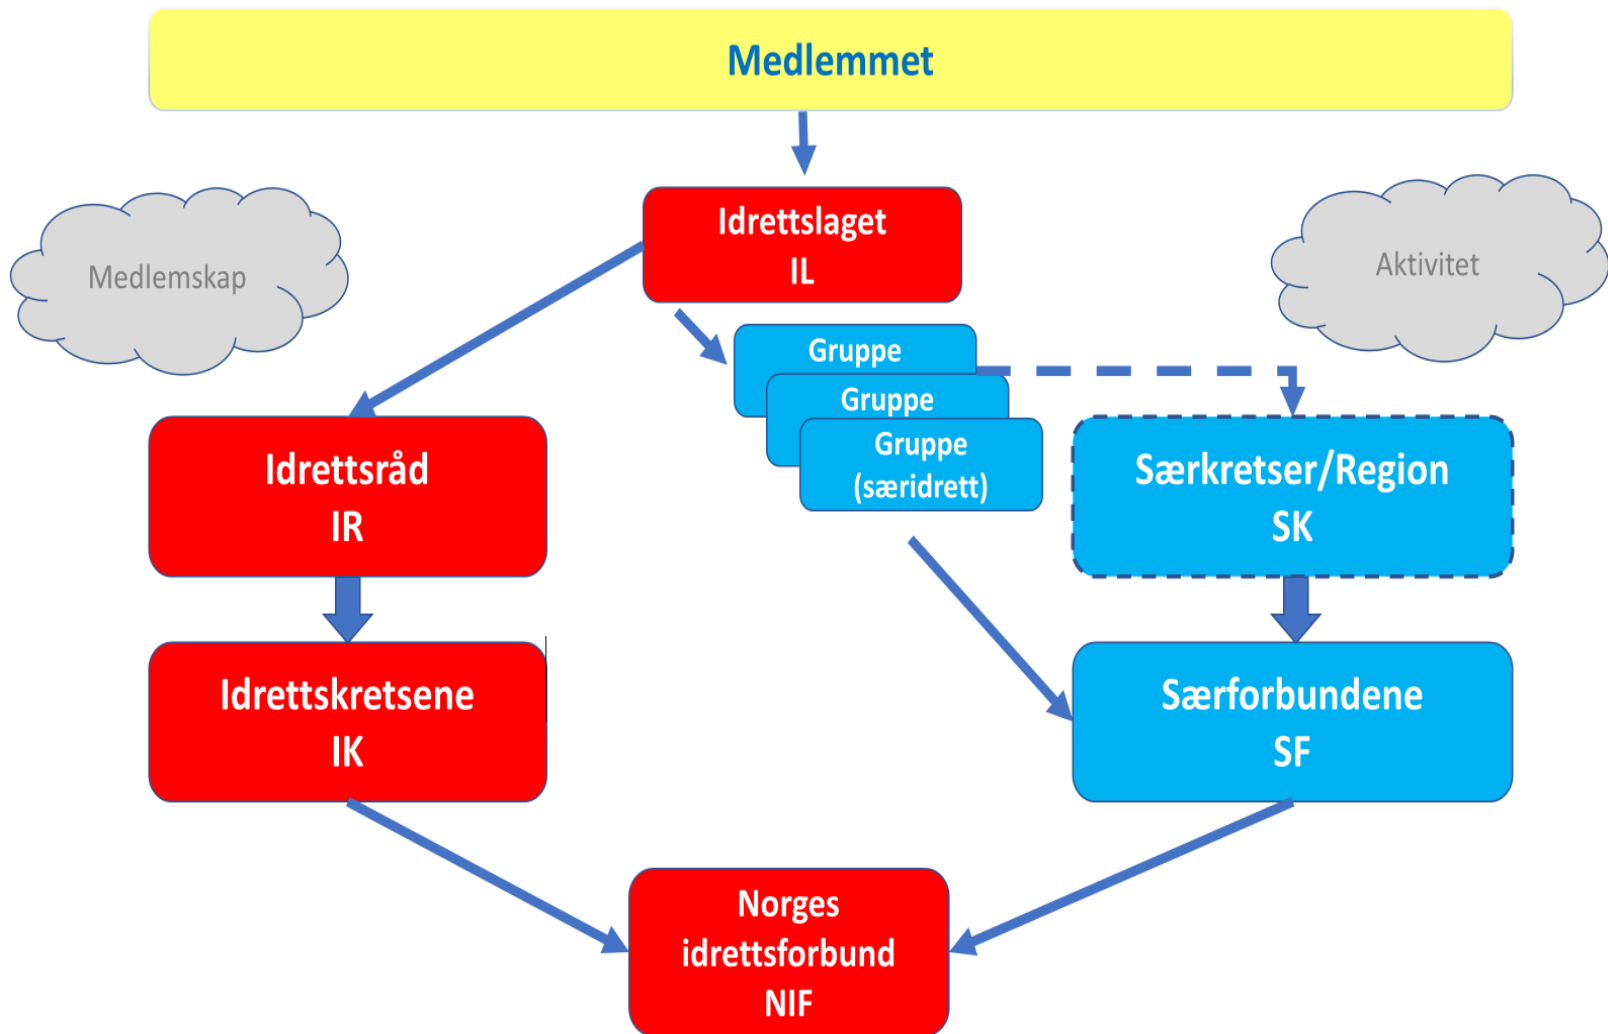 Medlemmet
Idrettslaget
IL
Medlemskap
Aktivitet
Gruppe
Gruppe
Gruppe
(særidrett)
Idrettsråd
IR
Særkretser/Region
SK
Idrettskretsene
IK
Særforbundene
SF
Norges
idrettsforbund
NIF